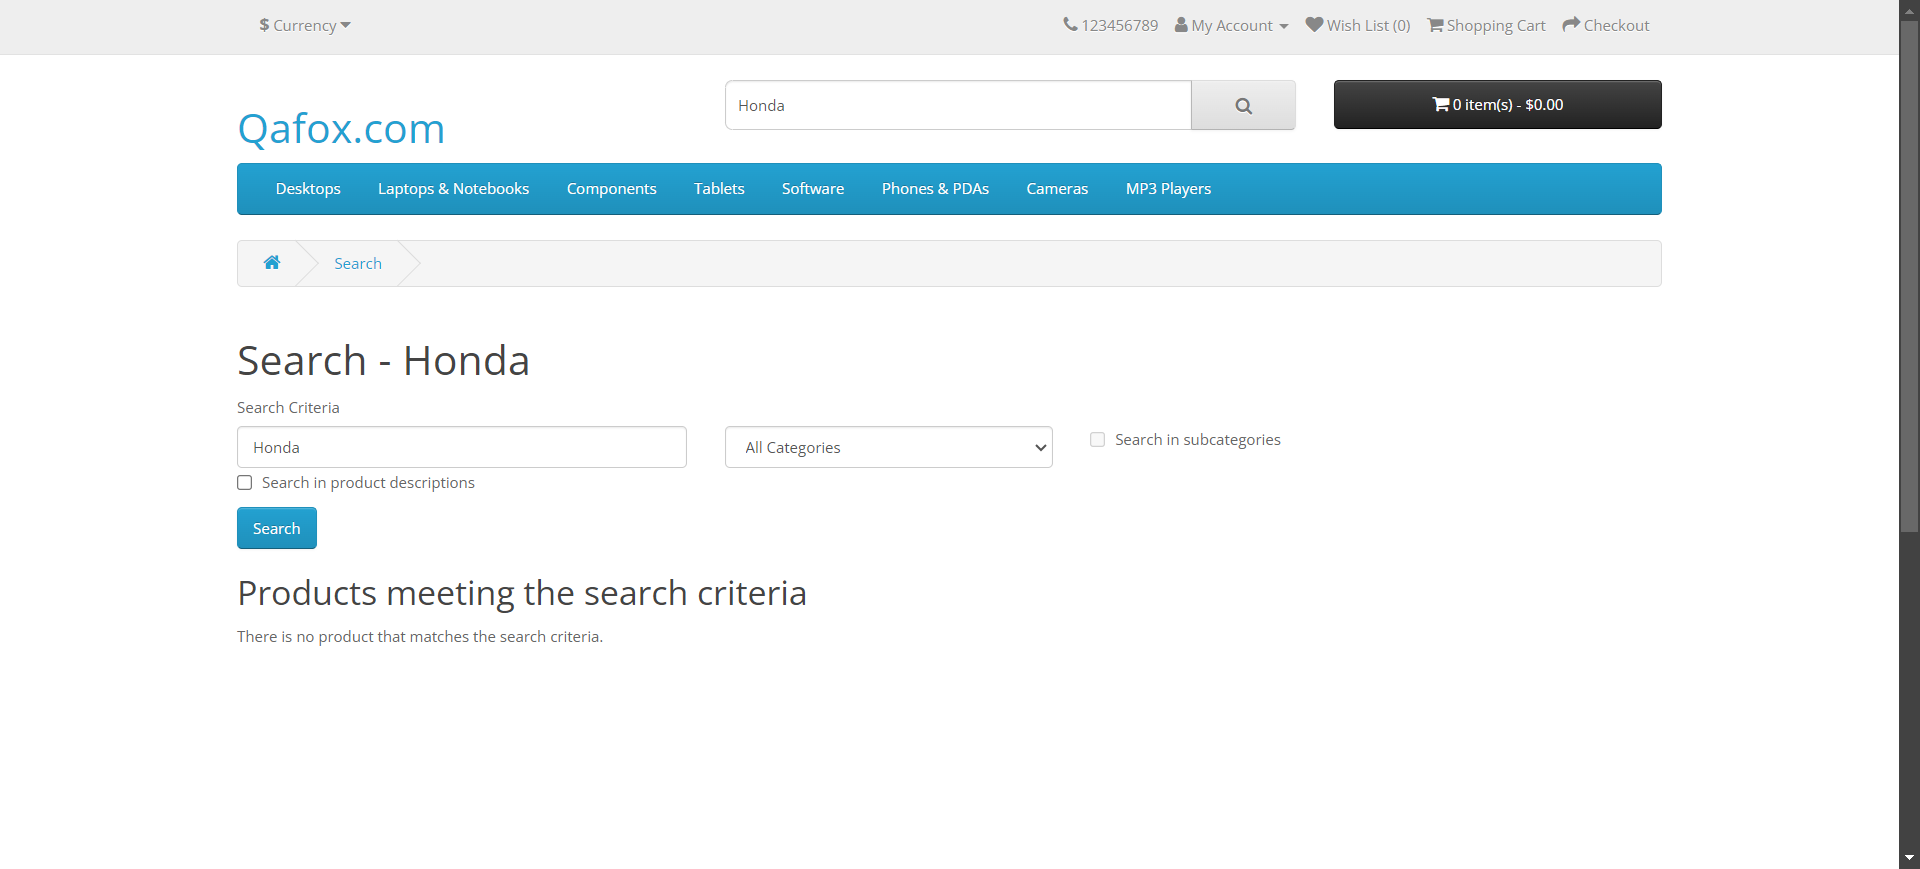 $ Currency
123456789 My Account Wish List (0) Shopping Cart Checkout
Qafox.com
Honda
0 item(s) - $0.00
Desktops Laptops & Notebooks Components Tablets Software Phones & PDAs Cameras MP3 Players
Search
Search - Honda
Search Criteria
Honda
All Categories
Search in subcategories
Search in product descriptions
Search
Products meeting the search criteria
There is no product that matches the search criteria.